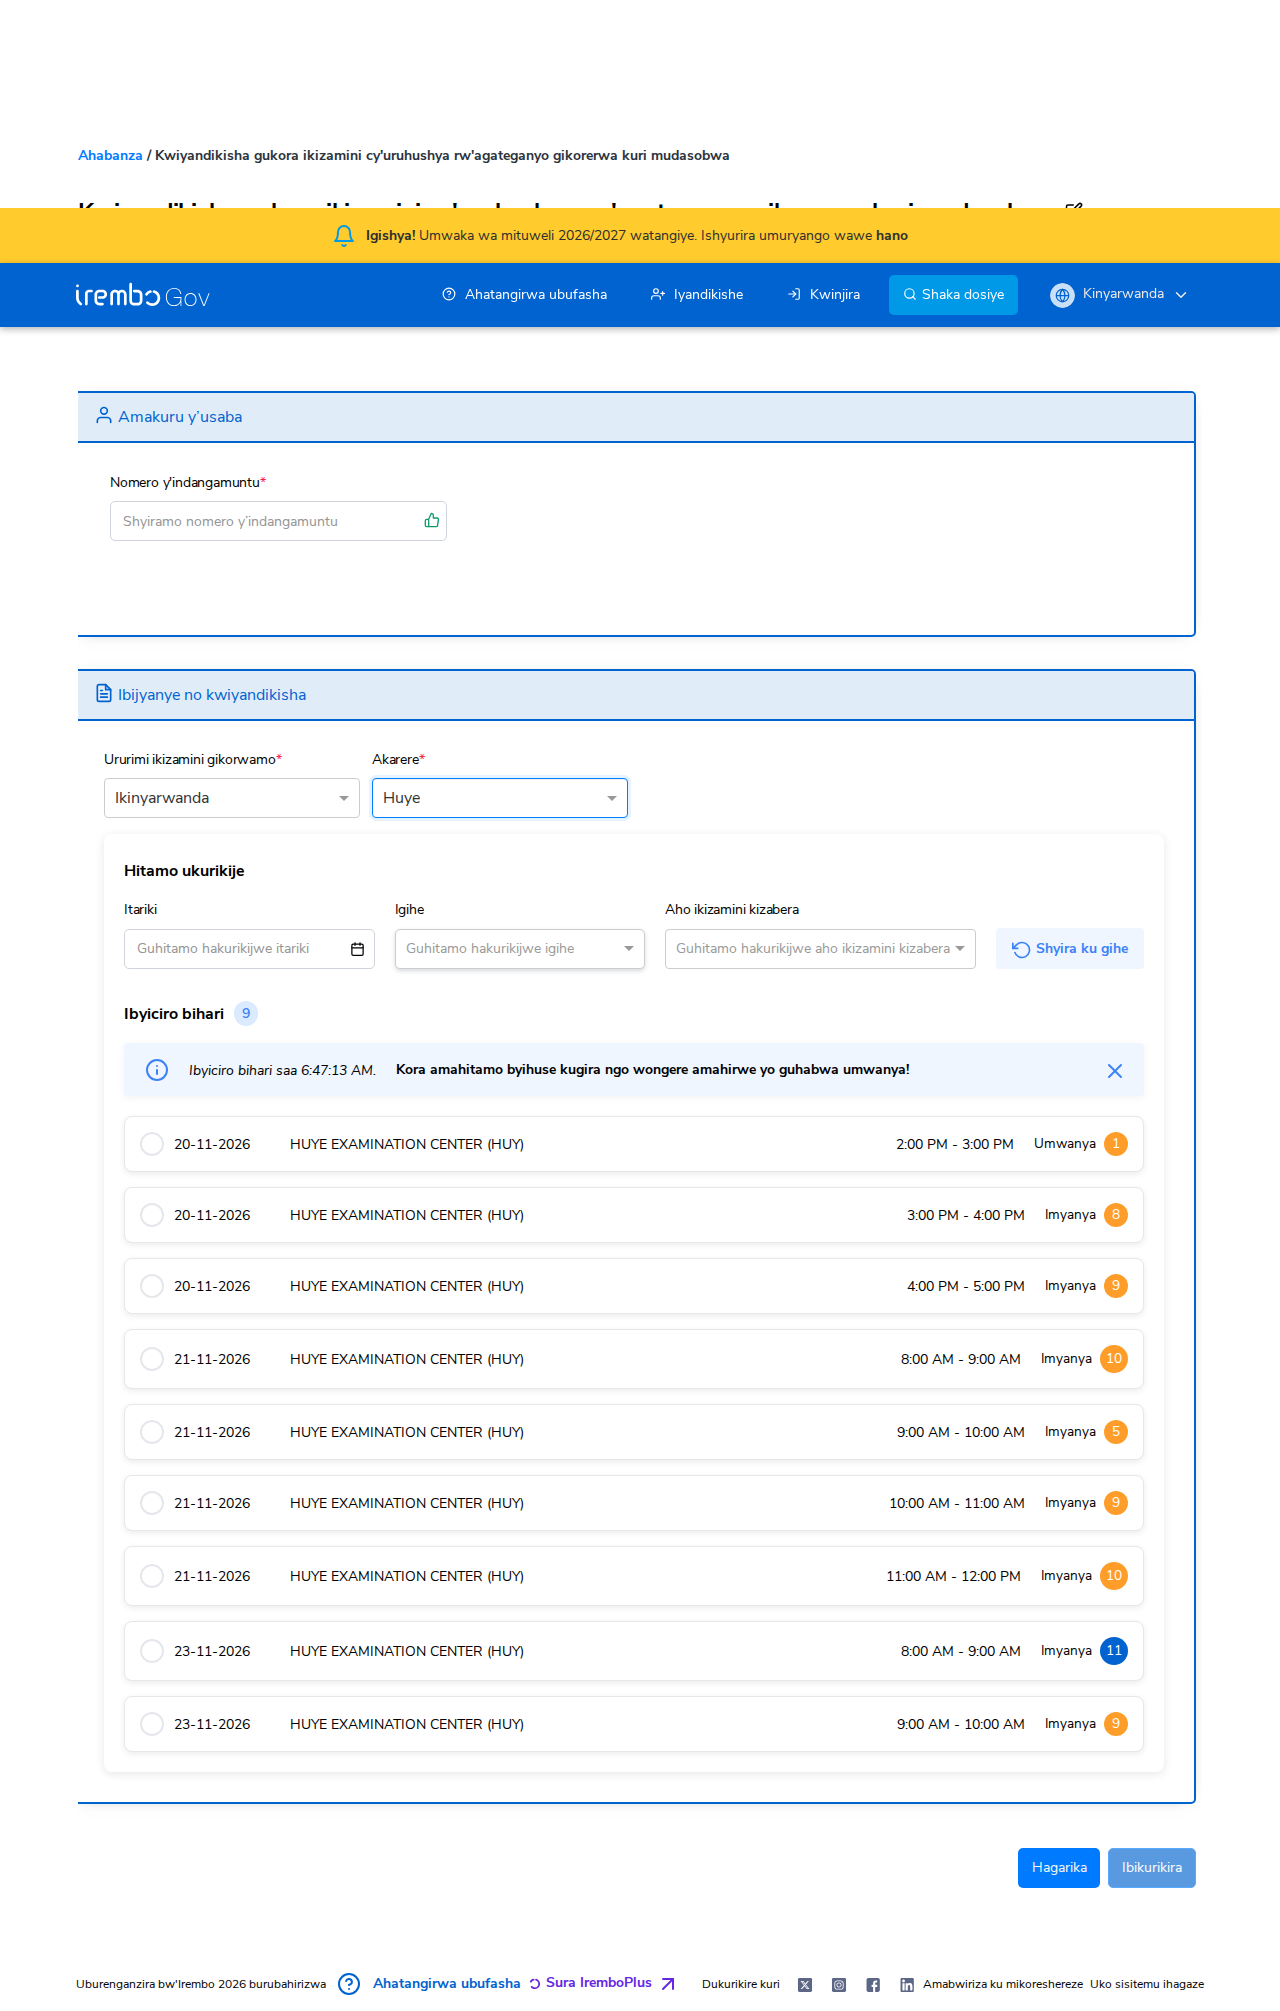 Ahabanza / Kwiyandikisha gukora ikizamini cy'uruhushya rw'agateganyo gikorerwa kuri mudasobwa
Igishya! Umwaka wa mituweli 2026/2027 watangiye. Ishyurira umuryango wawe hano
irembo Gov
Ahatangirwa ubufasha
Iyandikishe
Kwinjira
Shaka dosiye
Kinyarwanda
Amakuru y’usaba
Nomero y'indangamuntu*
Shyiramo nomero y’indangamuntu
Ibijyanye no kwiyandikisha
Ururimi ikizamini gikorwamo* Akarere*
Ikinyarwanda Huye
Hitamo ukurikije
Itariki Igihe Aho ikizamini kizabera
Guhitamo hakurikijwe itariki Guhitamo hakurikijwe igihe Guhitamo hakurikijwe aho ikizamini kizabera Shyira ku gihe
Ibyiciro bihari 9
Ibyiciro bihari saa 6:47:13 AM. Kora amahitamo byihuse kugira ngo wongere amahirwe yo guhabwa umwanya!
20-11-2026 HUYE EXAMINATION CENTER (HUY) 2:00 PM - 3:00 PM Umwanya 1
20-11-2026 HUYE EXAMINATION CENTER (HUY) 3:00 PM - 4:00 PM Imyanya 8
20-11-2026 HUYE EXAMINATION CENTER (HUY) 4:00 PM - 5:00 PM Imyanya 9
21-11-2026 HUYE EXAMINATION CENTER (HUY) 8:00 AM - 9:00 AM Imyanya 10
21-11-2026 HUYE EXAMINATION CENTER (HUY) 9:00 AM - 10:00 AM Imyanya 5
21-11-2026 HUYE EXAMINATION CENTER (HUY) 10:00 AM - 11:00 AM Imyanya 9
21-11-2026 HUYE EXAMINATION CENTER (HUY) 11:00 AM - 12:00 PM Imyanya 10
23-11-2026 HUYE EXAMINATION CENTER (HUY) 8:00 AM - 9:00 AM Imyanya 11
23-11-2026 HUYE EXAMINATION CENTER (HUY) 9:00 AM - 10:00 AM Imyanya 9
Hagarika Ibikurikira
Uburenganzira bw'Irembo 2026 burubahirizwa Ahatangirwa ubufasha Sura IremboPlus Dukurikire kuri Amabwiriza ku mikoreshereze Uko sisitemu ihagaze